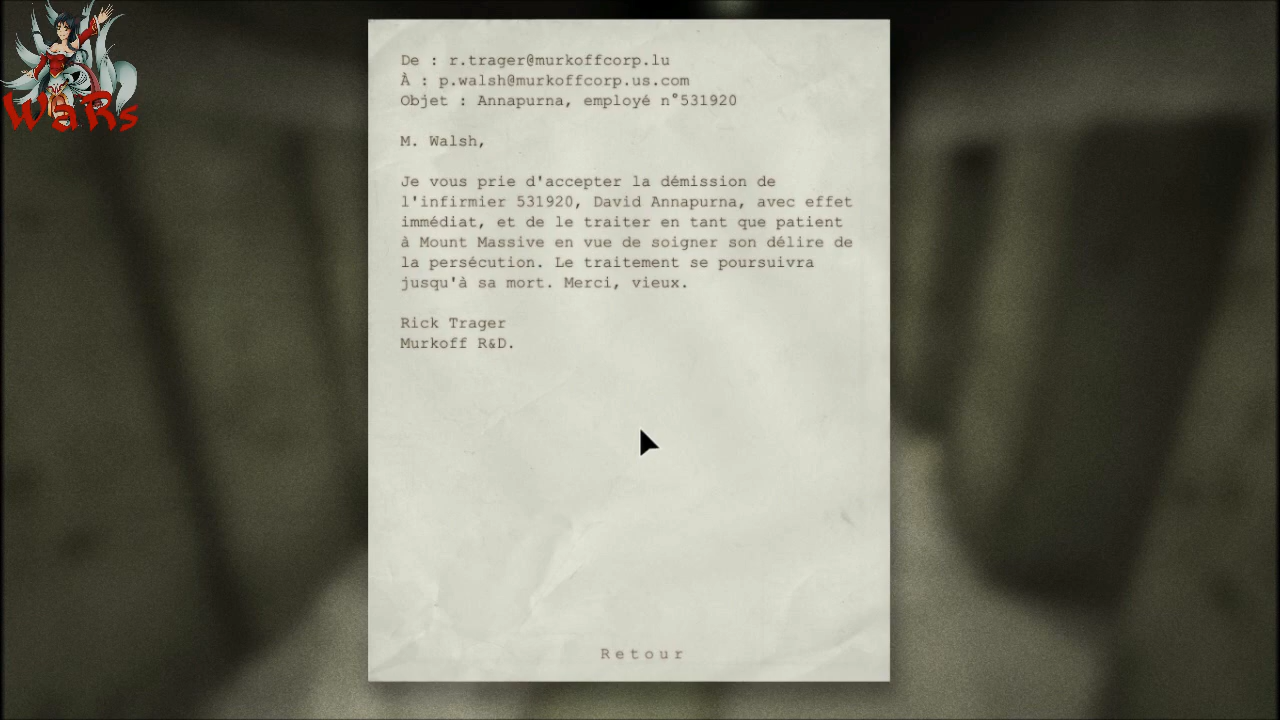 WaRs
De : r.trager@murkoffcorp.lu
À : p.walsh@murkoffcorp.us.com
Objet : Annapurna, employé n°531920
M. Walsh,
Je vous prie d'accepter la démission de
l'infirmier 531920, David Annapurna, avec effet
immédiat, et de le traiter en tant que patient
à Mount Massive en vue de soigner son délire de
la persécution. Le traitement se poursuivra
jusqu'à sa mort. Merci, vieux.
Rick Trager
Murkoff R&D.
Retour